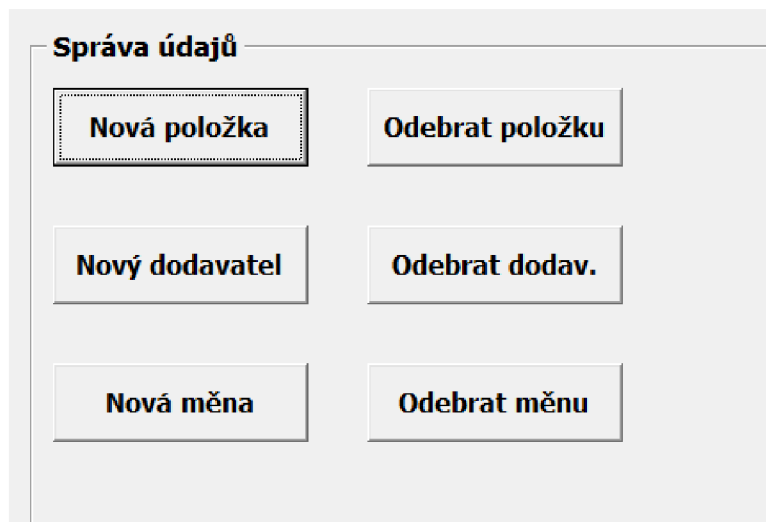 Správa údajů
Nová položka
Odebrat položku
Nový dodavatel
Odebrat dodav.
Nová měna
Odebrat měnu